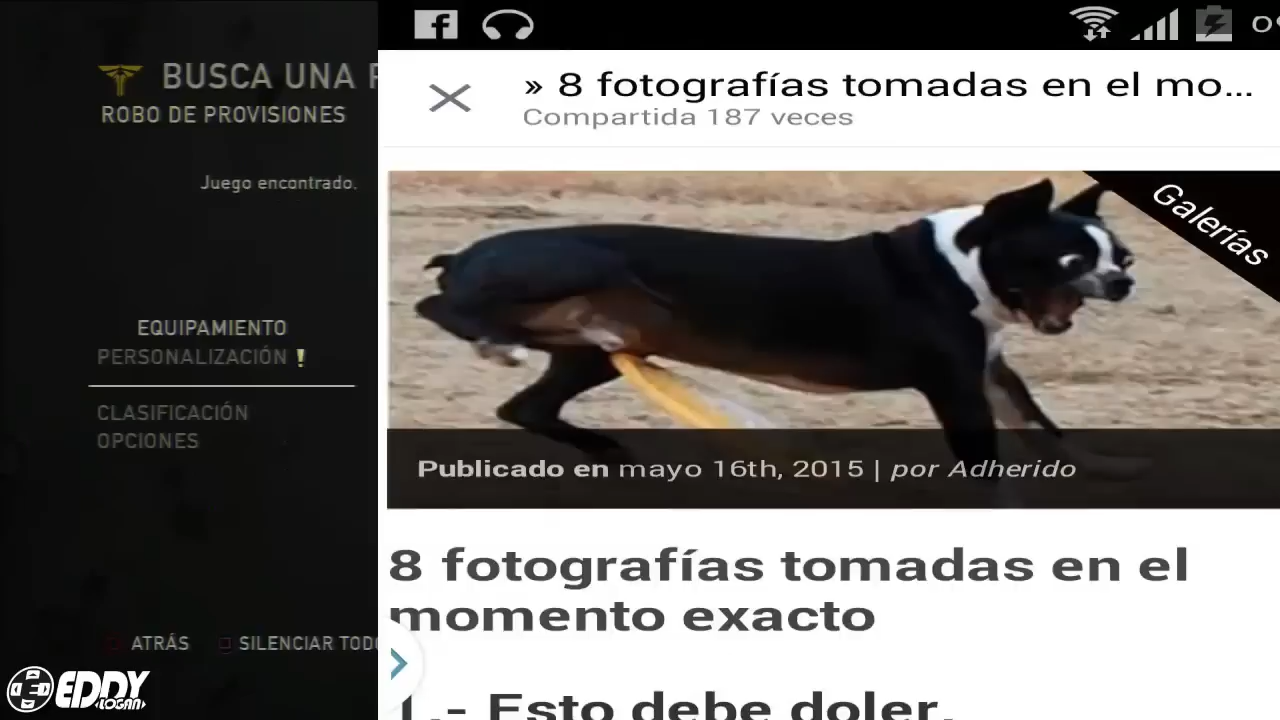 BUSCA UNA
ROBO DE PROVISIONES
Juego encontrado.
EQUIPAMIENTO
PERSONALIZACIÓN !
CLASIFICACIÓN
OPCIONES
ATRÁS
SILENCIAR TODO
EDDY
LOGAN
» 8 fotografías tomadas en el mo...
Compartida 187 veces
Galerías
Publicado en mayo 16th, 2015 | por Adherido
8 fotografías tomadas en el
momento exacto
1.- Esto debe doler.